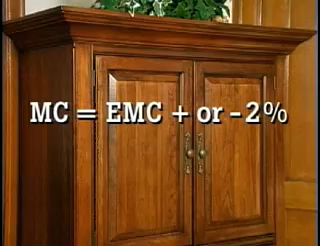 MC = EMC + or - 2%